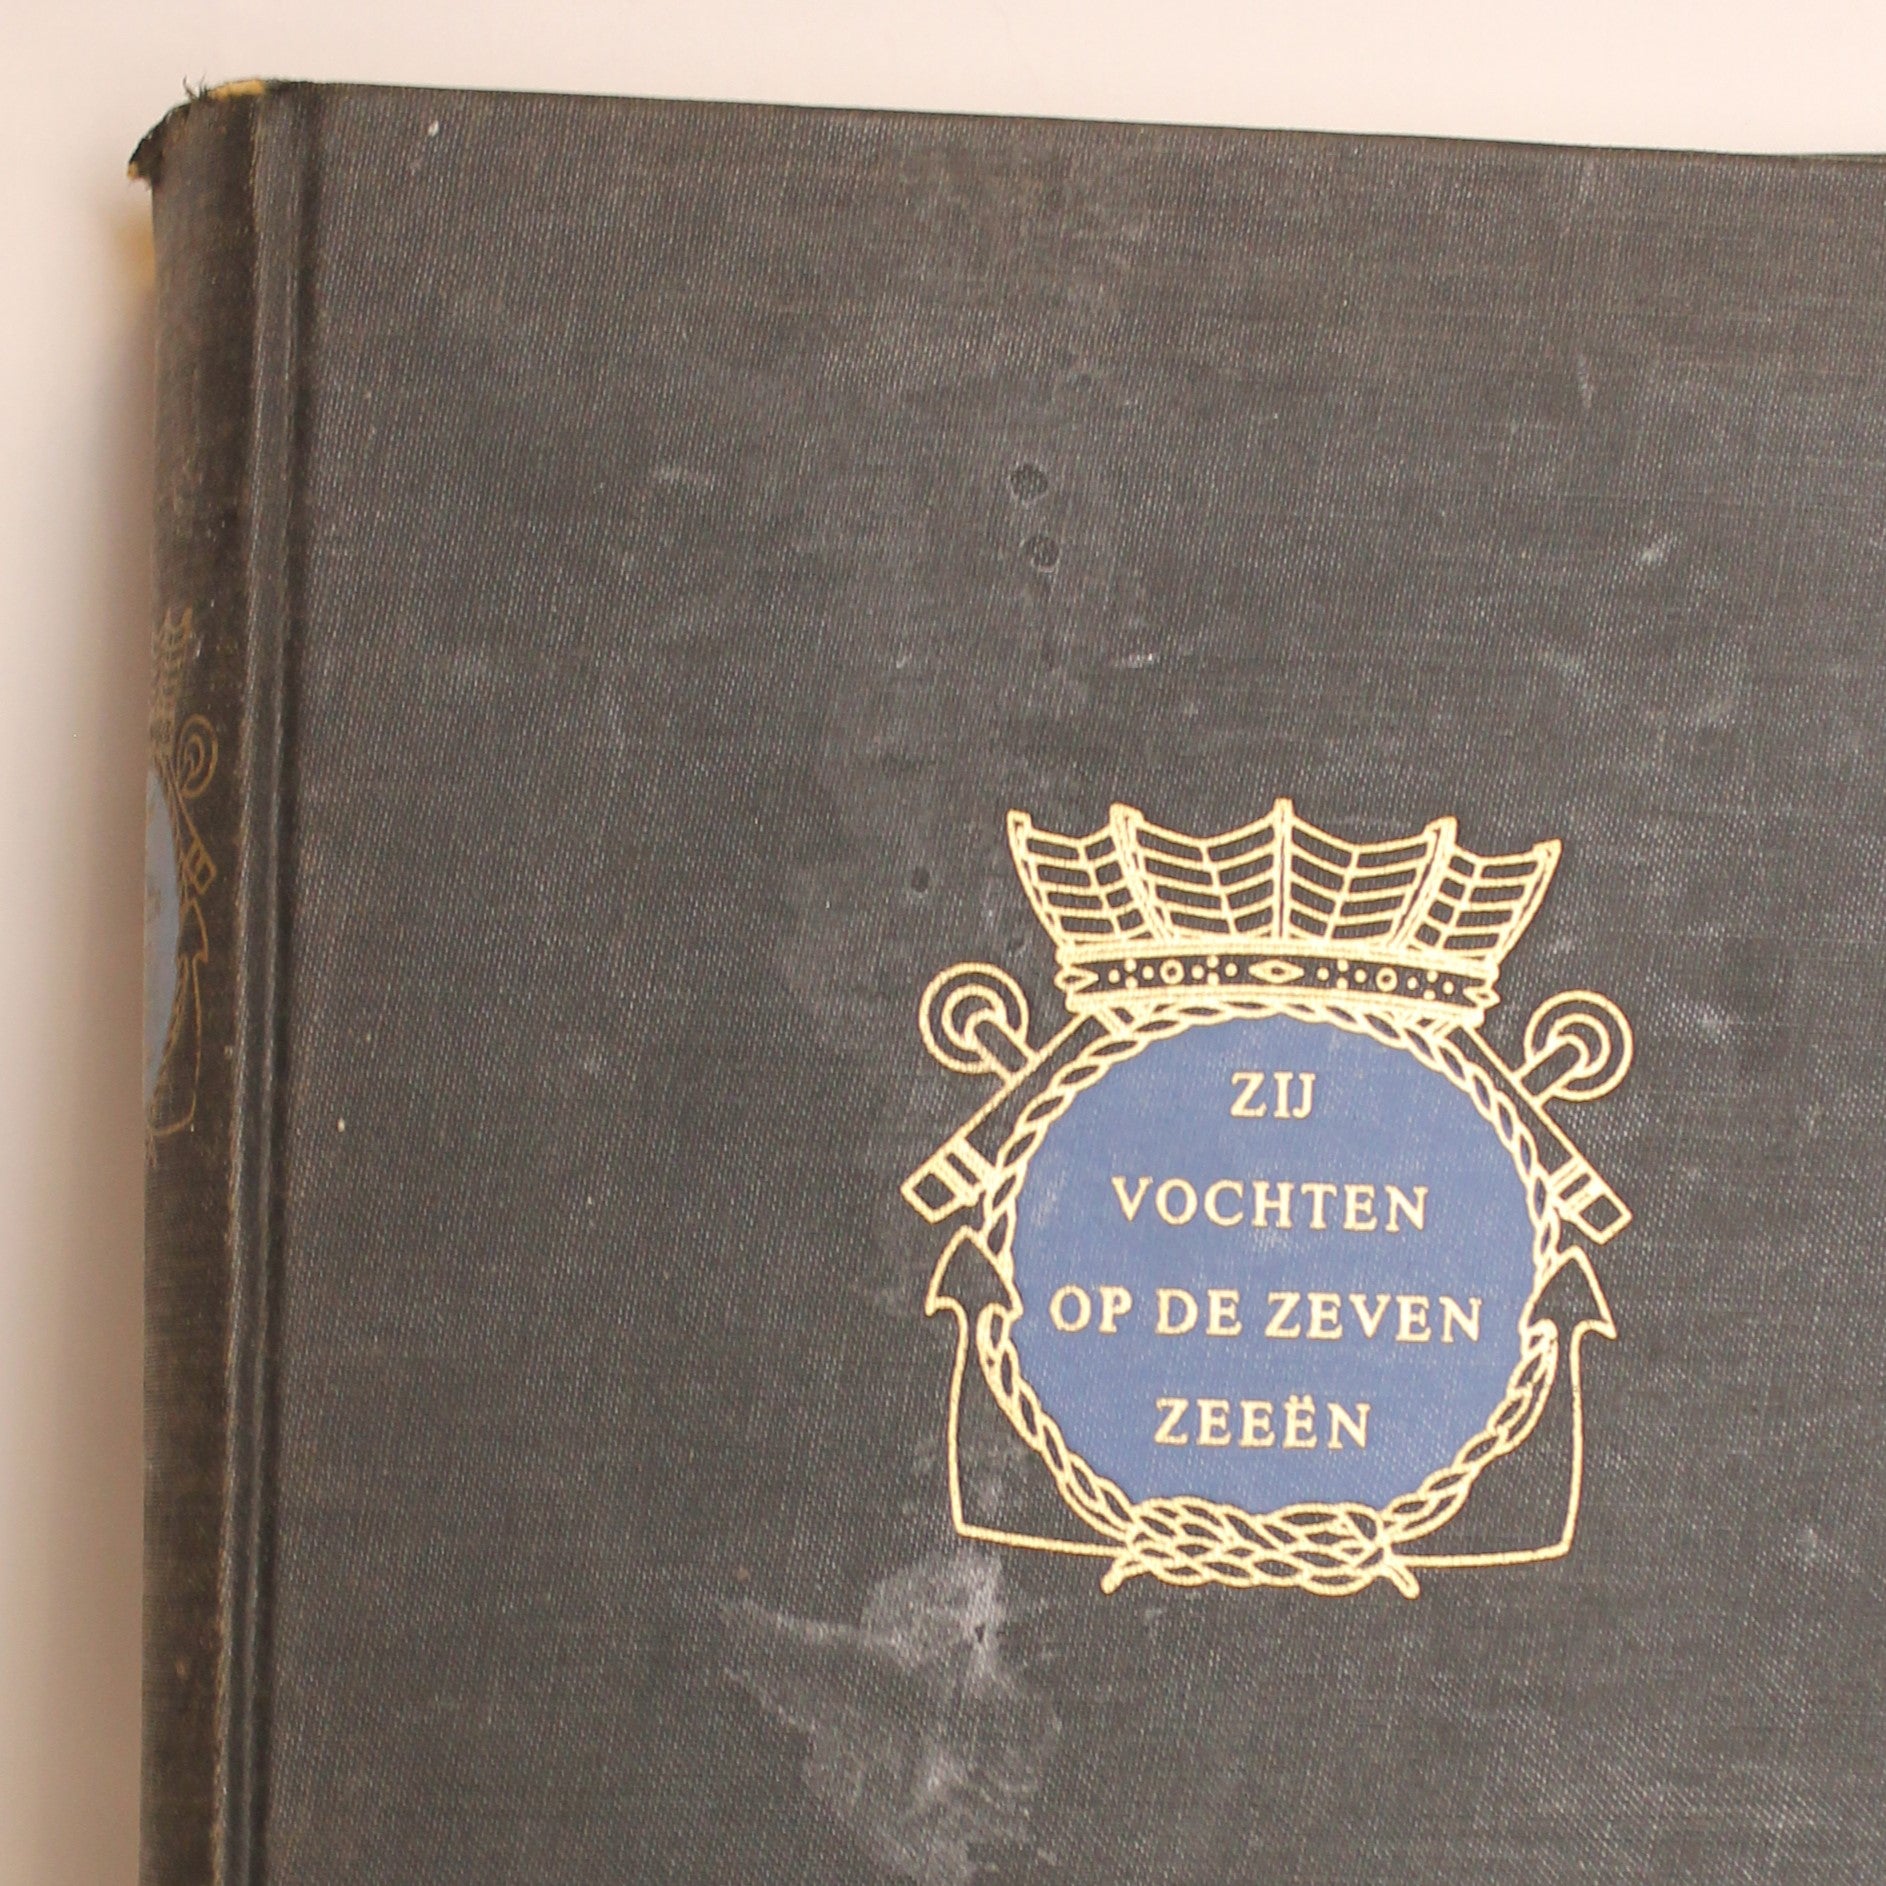 ZIJ
VOCHTEN
OP DE ZEVEN
ZEEËN